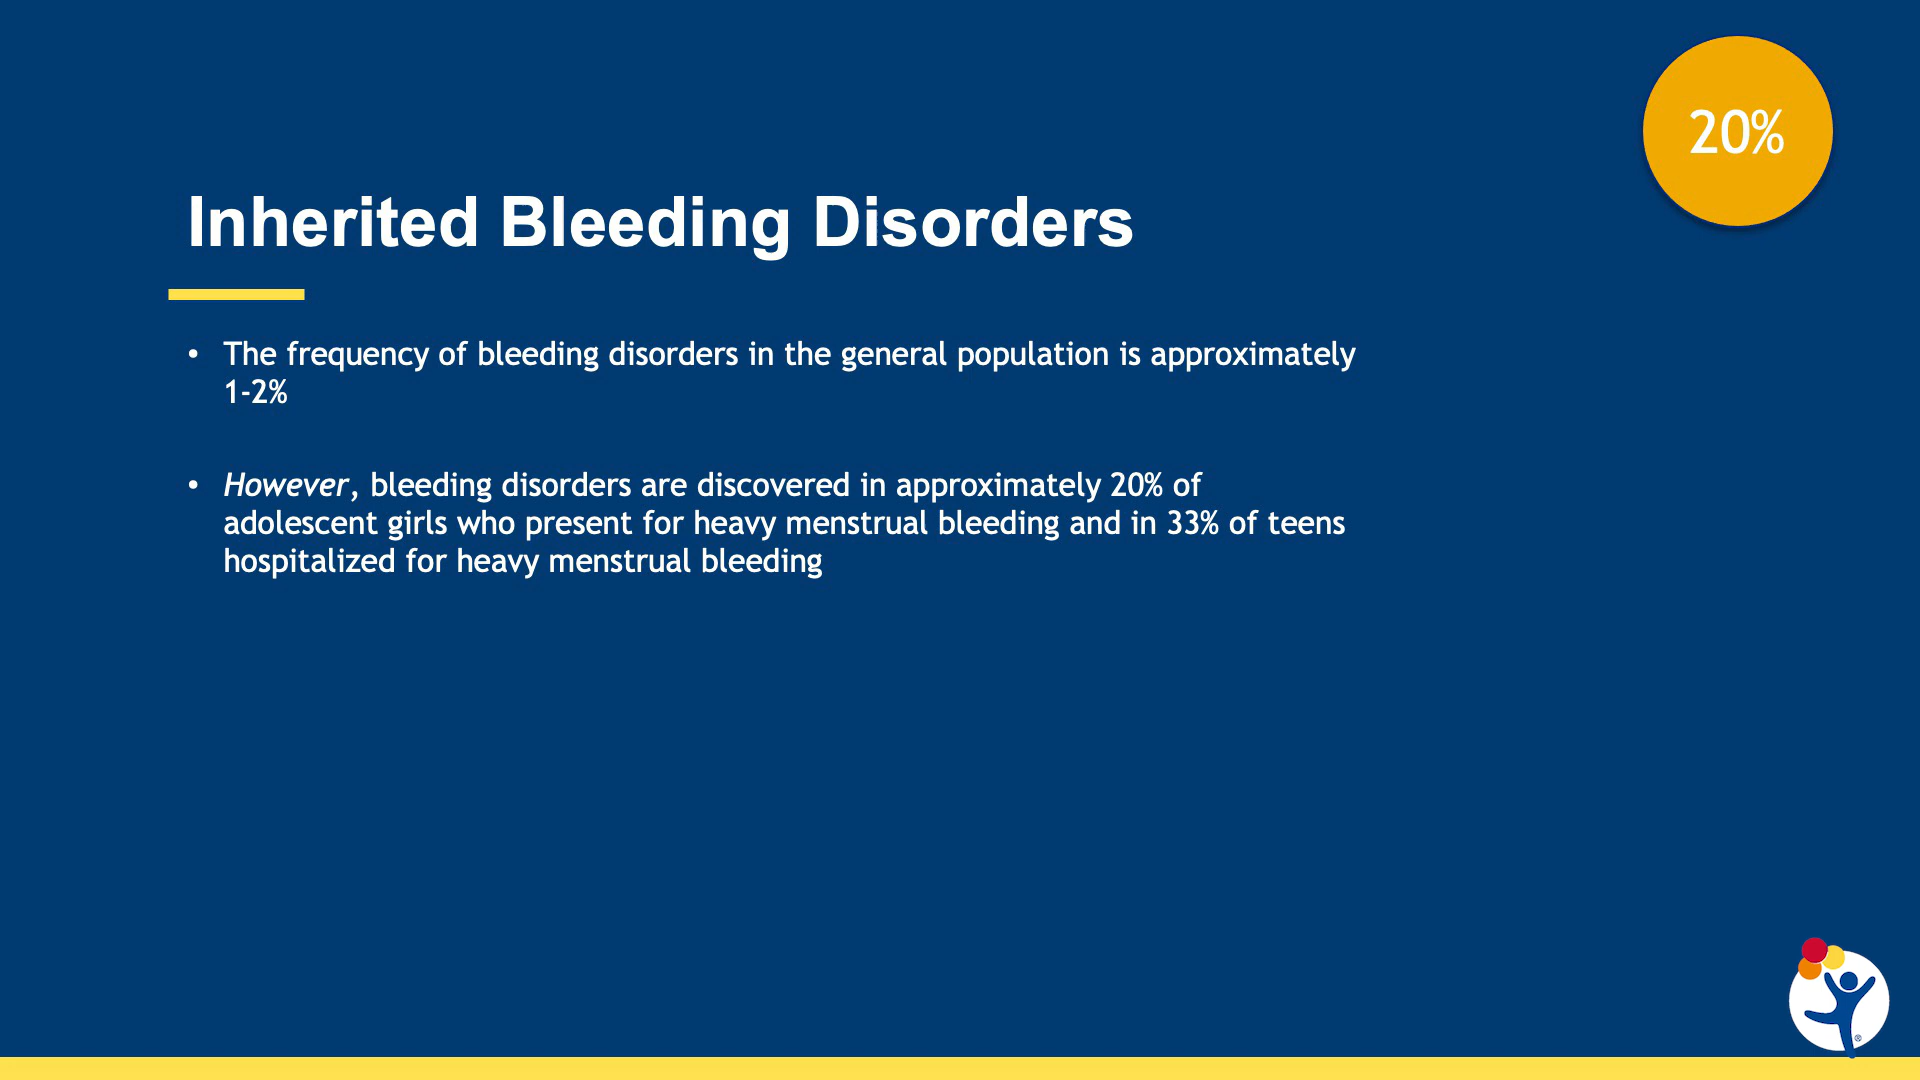 20%
Inherited Bleeding Disorders
• The frequency of bleeding disorders in the general population is approximately
1-2%
• However, bleeding disorders are discovered in approximately 20% of
adolescent girls who present for heavy menstrual bleeding and in 33% of teens
hospitalized for heavy menstrual bleeding
®